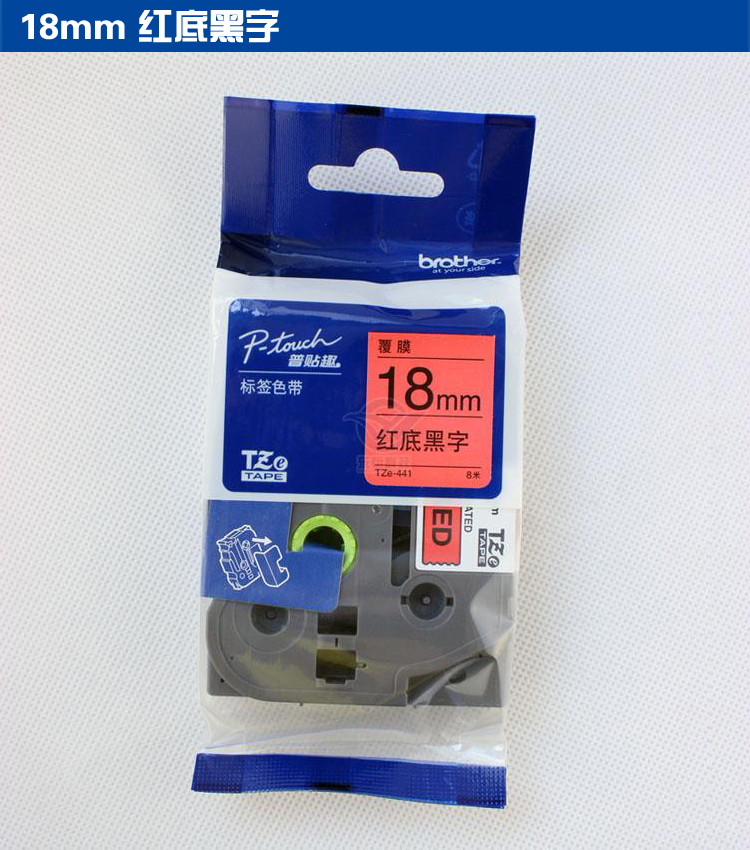 18mm 红底黑字
brother
at your side
P-touch
普贴趣
标签色带
TZe
TAPE
覆膜
18mm
红底黑字
TZe-441 8米
ED
ATED
m
TZe
TAPE